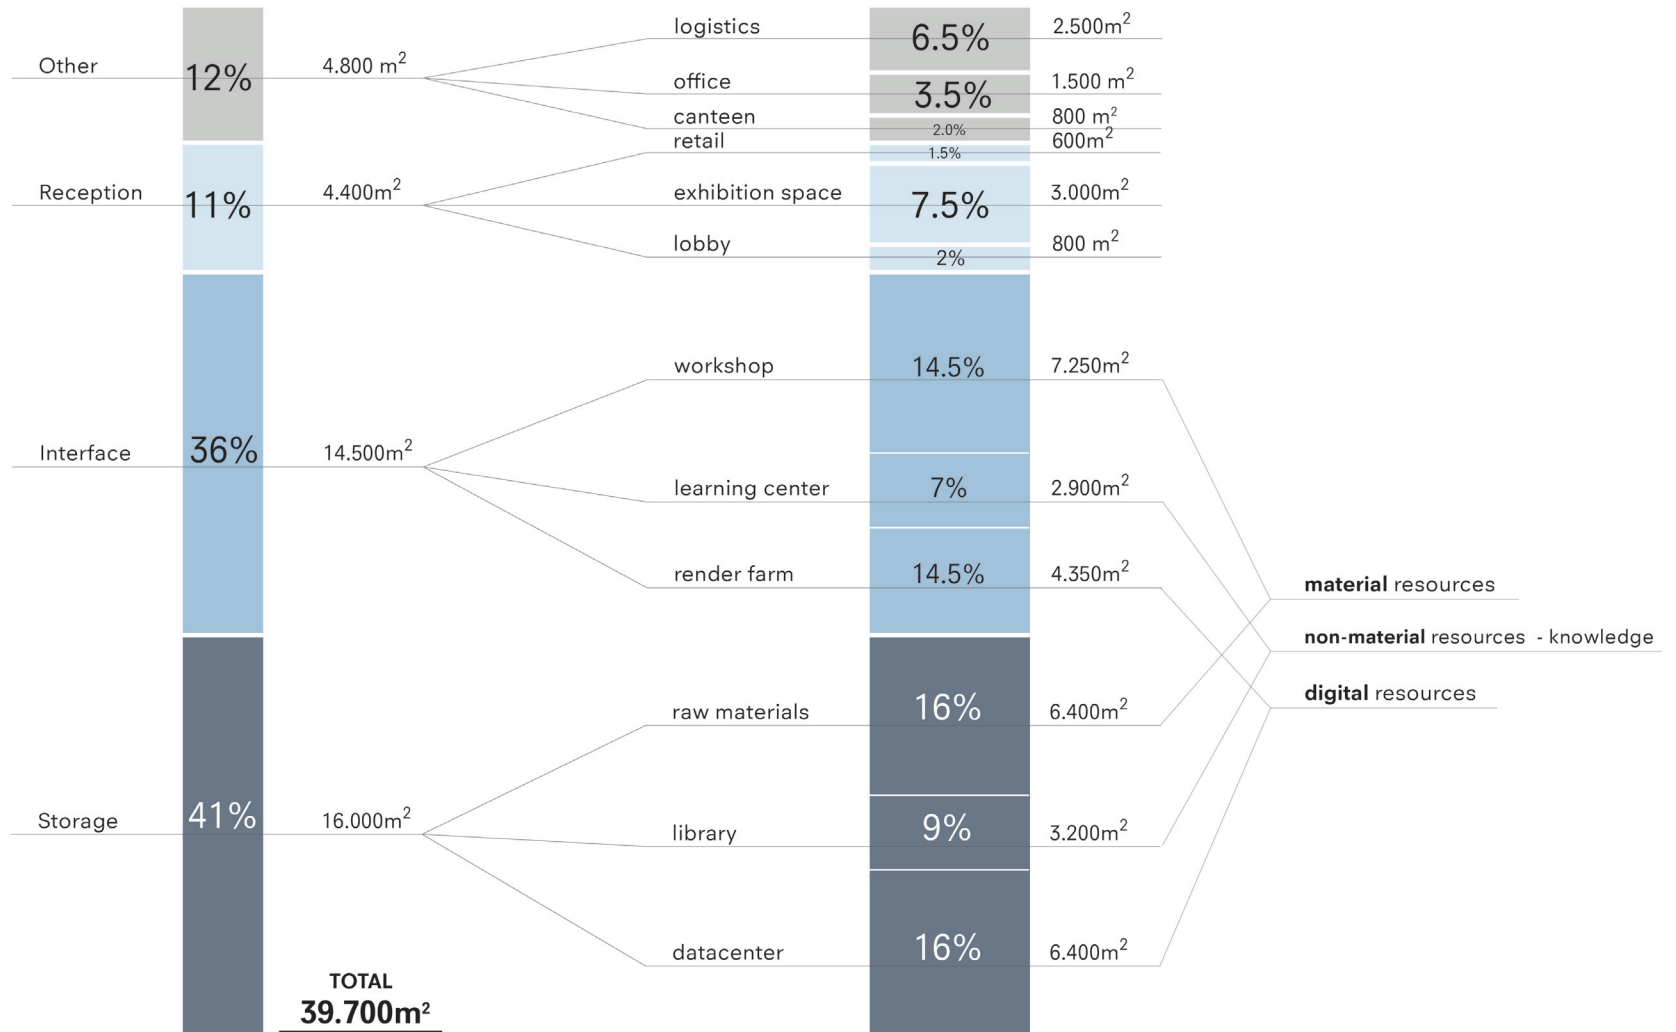 Other 12% 4.800 m²
logistics 6.5% 2.500m²
office 3.5% 1.500 m²
canteen 2.0% 800 m²
retail 1.5% 600m²
Reception 11% 4.400m²
exhibition space 7.5% 3.000m²
lobby 2% 800 m²
workshop 14.5% 7.250m²
Interface 36% 14.500m²
learning center 7% 2.900m²
render farm 14.5% 4.350m²
material resources
non-material resources - knowledge
digital resources
raw materials 16% 6.400m²
Storage 41% 16.000m²
library 9% 3.200m²
datacenter 16% 6.400m²
TOTAL
39.700m²